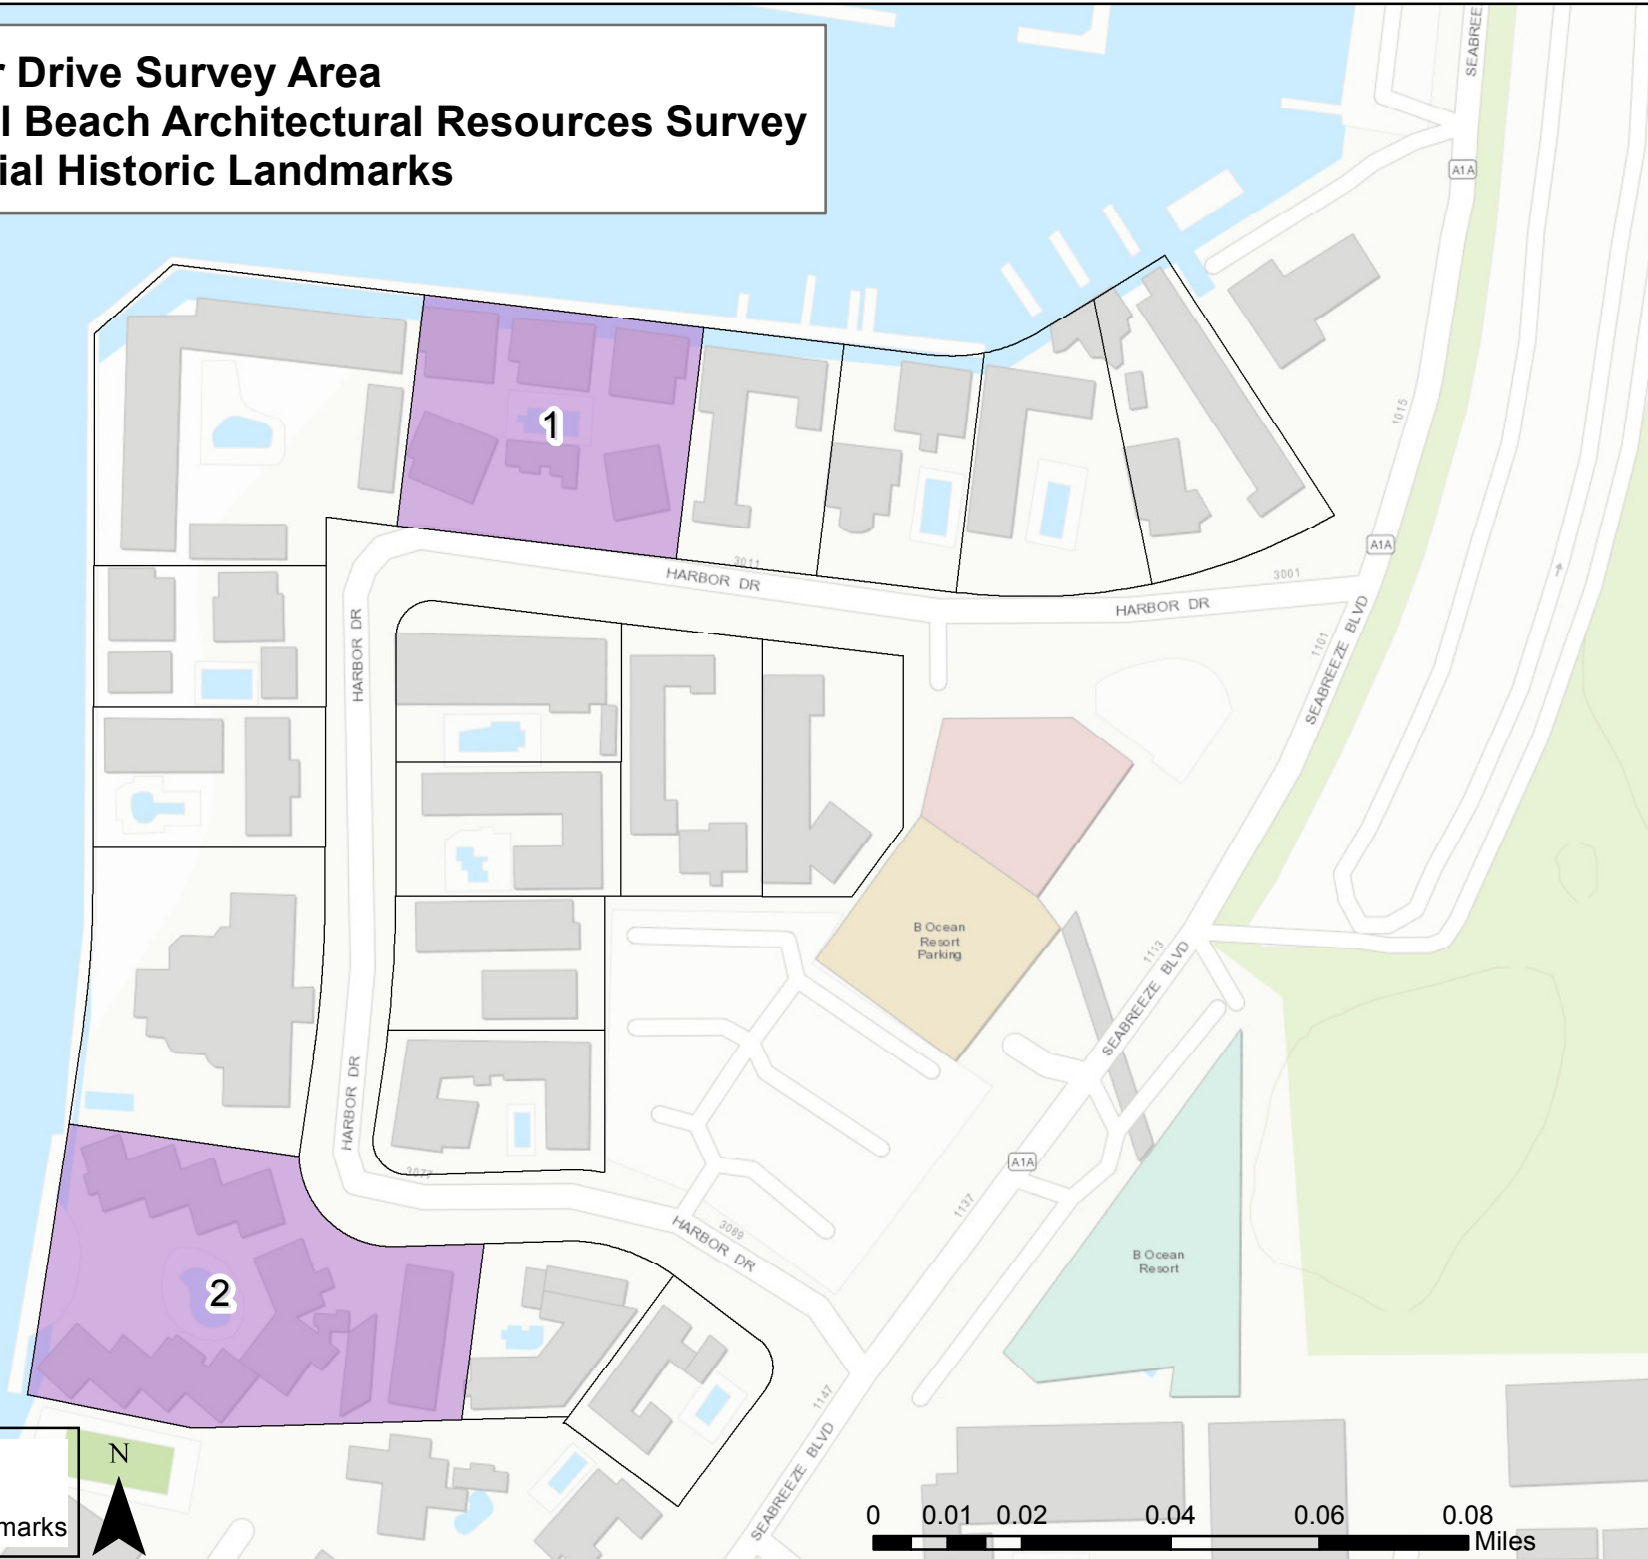 r Drive Survey Area
l Beach Architectural Resources Survey
ial Historic Landmarks
SEABREE
A1A
1015
1
A1A
3011
HARBOR DR
3001
HARBOR DR
HARBOR DR
1101
SEABREEZE BLVD
B Ocean
Resort
Parking
1113
SEABREEZE BLVD
HARBOR DR
3077
A1A
1137
3089
HARBOR DR
B Ocean
Resort
2
1147
SEABREEZE BLVD
N
marks
0 0.01 0.02 0.04 0.06 0.08
Miles